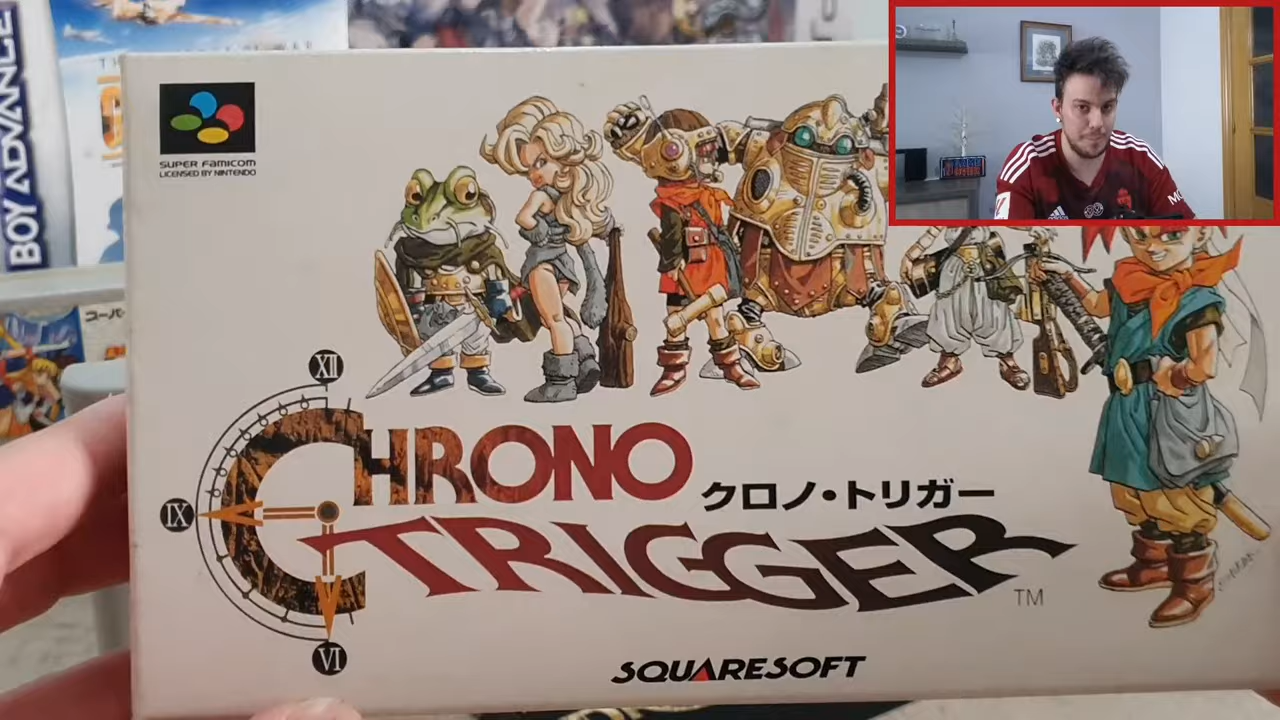 BOY ADVANCE
SUPER FAMICOM
LICENSED BY NINTENDO
XII
IX
VI
CHRONO
クロノ・トリガー
TRIGGER
TM
SQUARESOFT